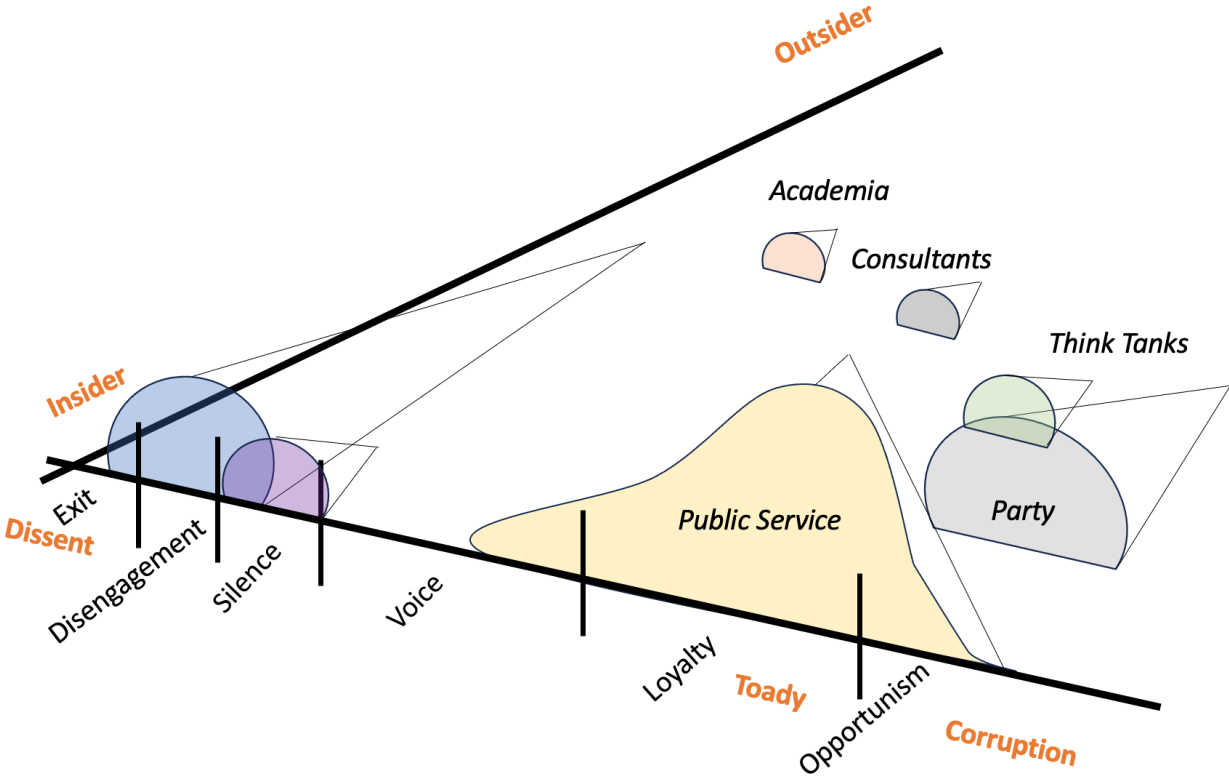 Outsider
Academia
Consultants
Think Tanks
Insider
Public Service
Party
Exit
Dissent
Disengagement
Silence
Voice
Loyalty
Toady
Opportunism
Corruption